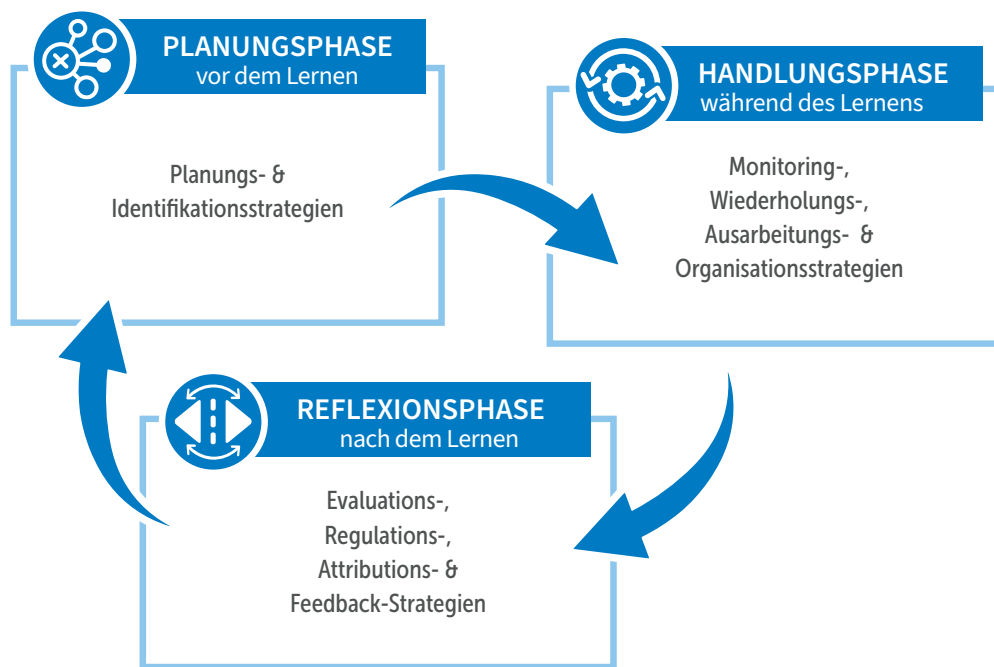 PLANUNGSPHASE
vor dem Lernen
Planungs- &
Identifikationsstrategien
HANDLUNGSPHASE
während des Lernens
Monitoring-,
Wiederholungs-,
Ausarbeitungs- &
Organisationsstrategien
REFLEXIONSPHASE
nach dem Lernen
Evaluations-,
Regulations-,
Attributions- &
Feedback-Strategien